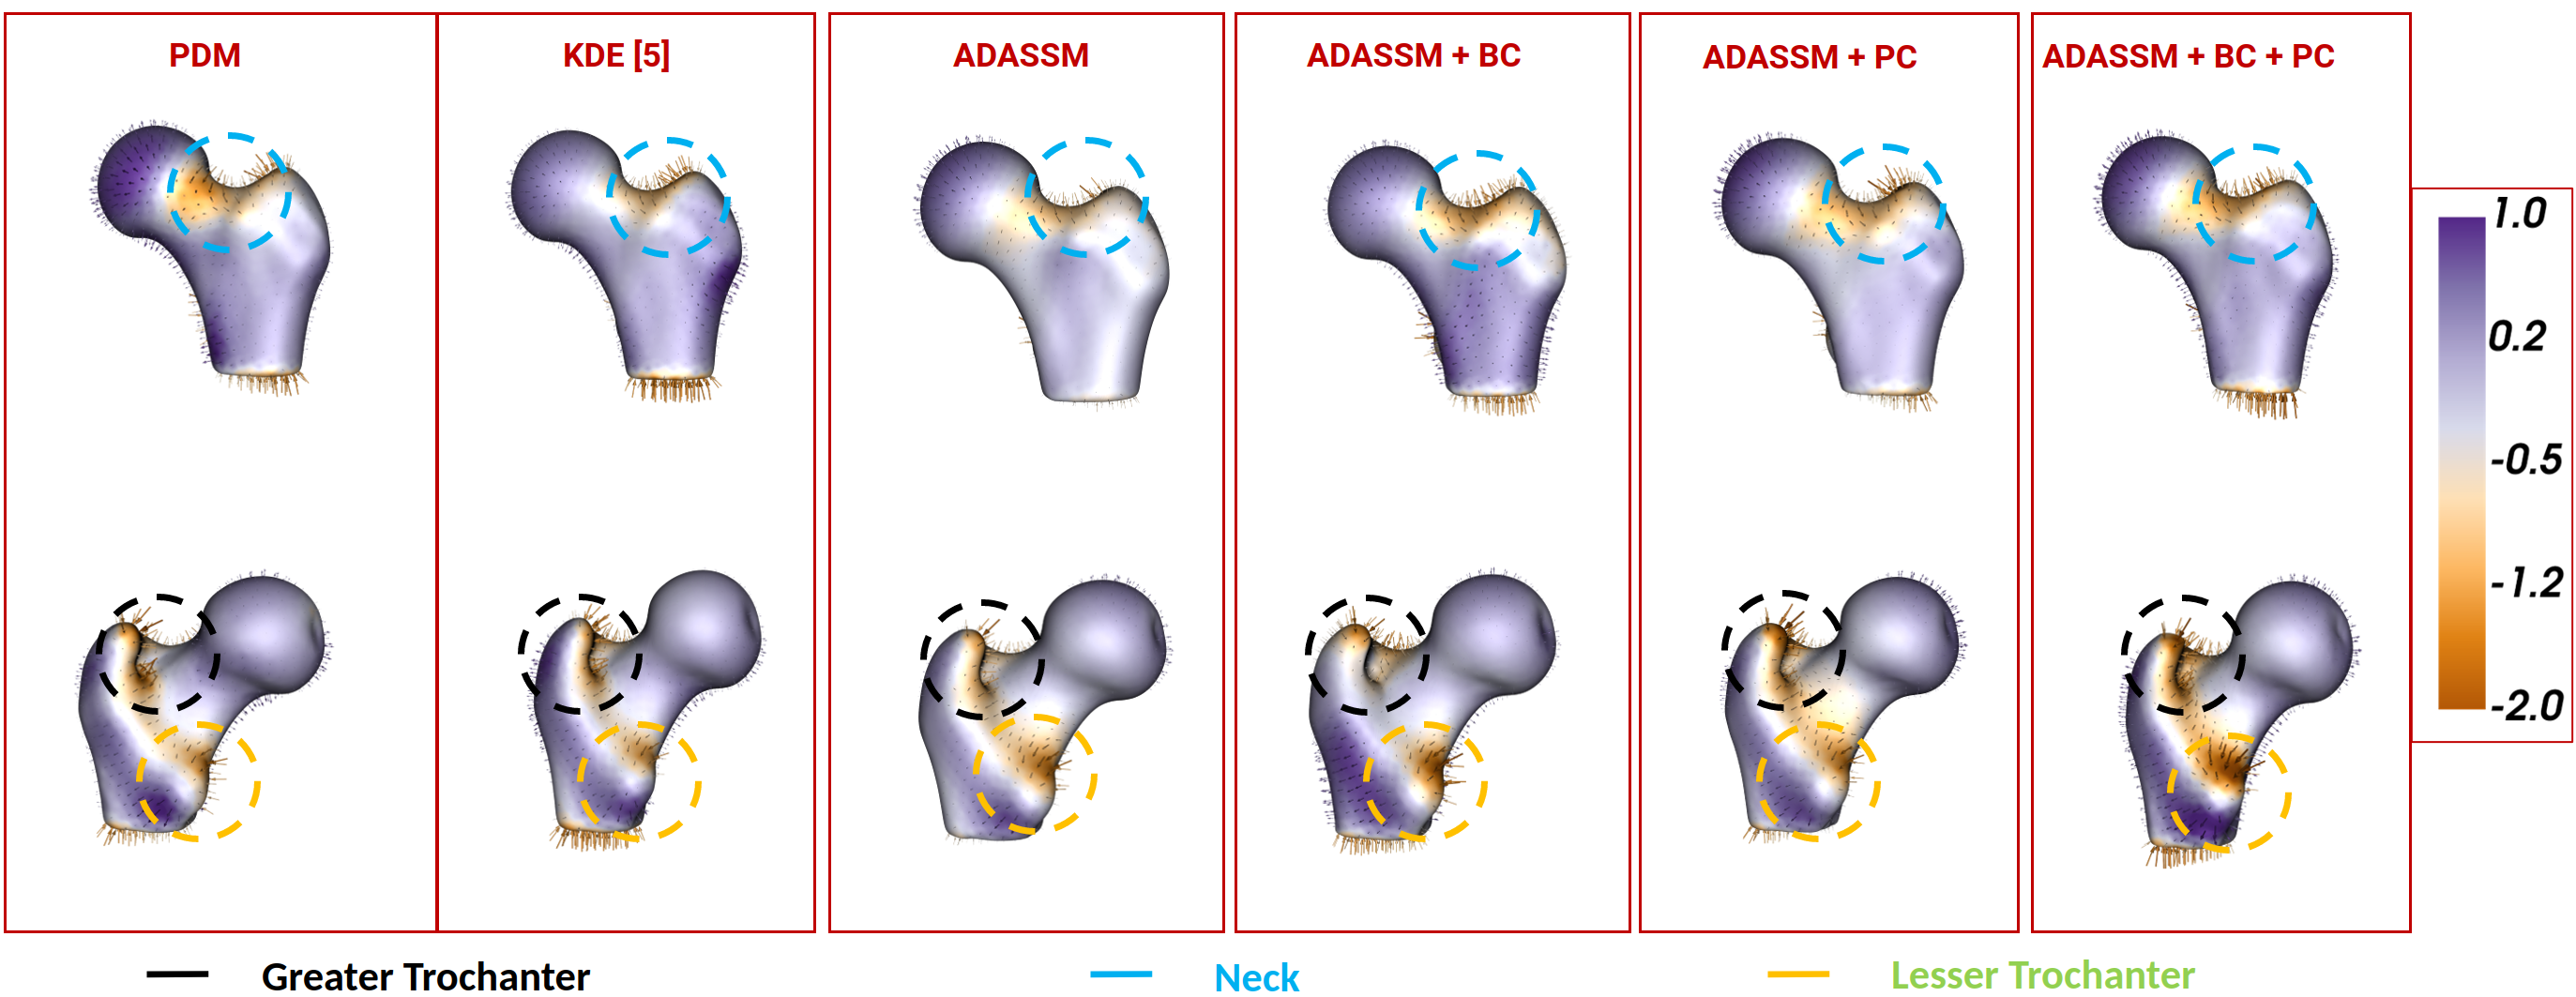 PDM
KDE [5]
ADASSM
ADASSM + BC
ADASSM + PC
ADASSM + BC + PC
1.0
0.2
-0.5
-1.2
-2.0
Greater Trochanter
Neck
Lesser Trochanter